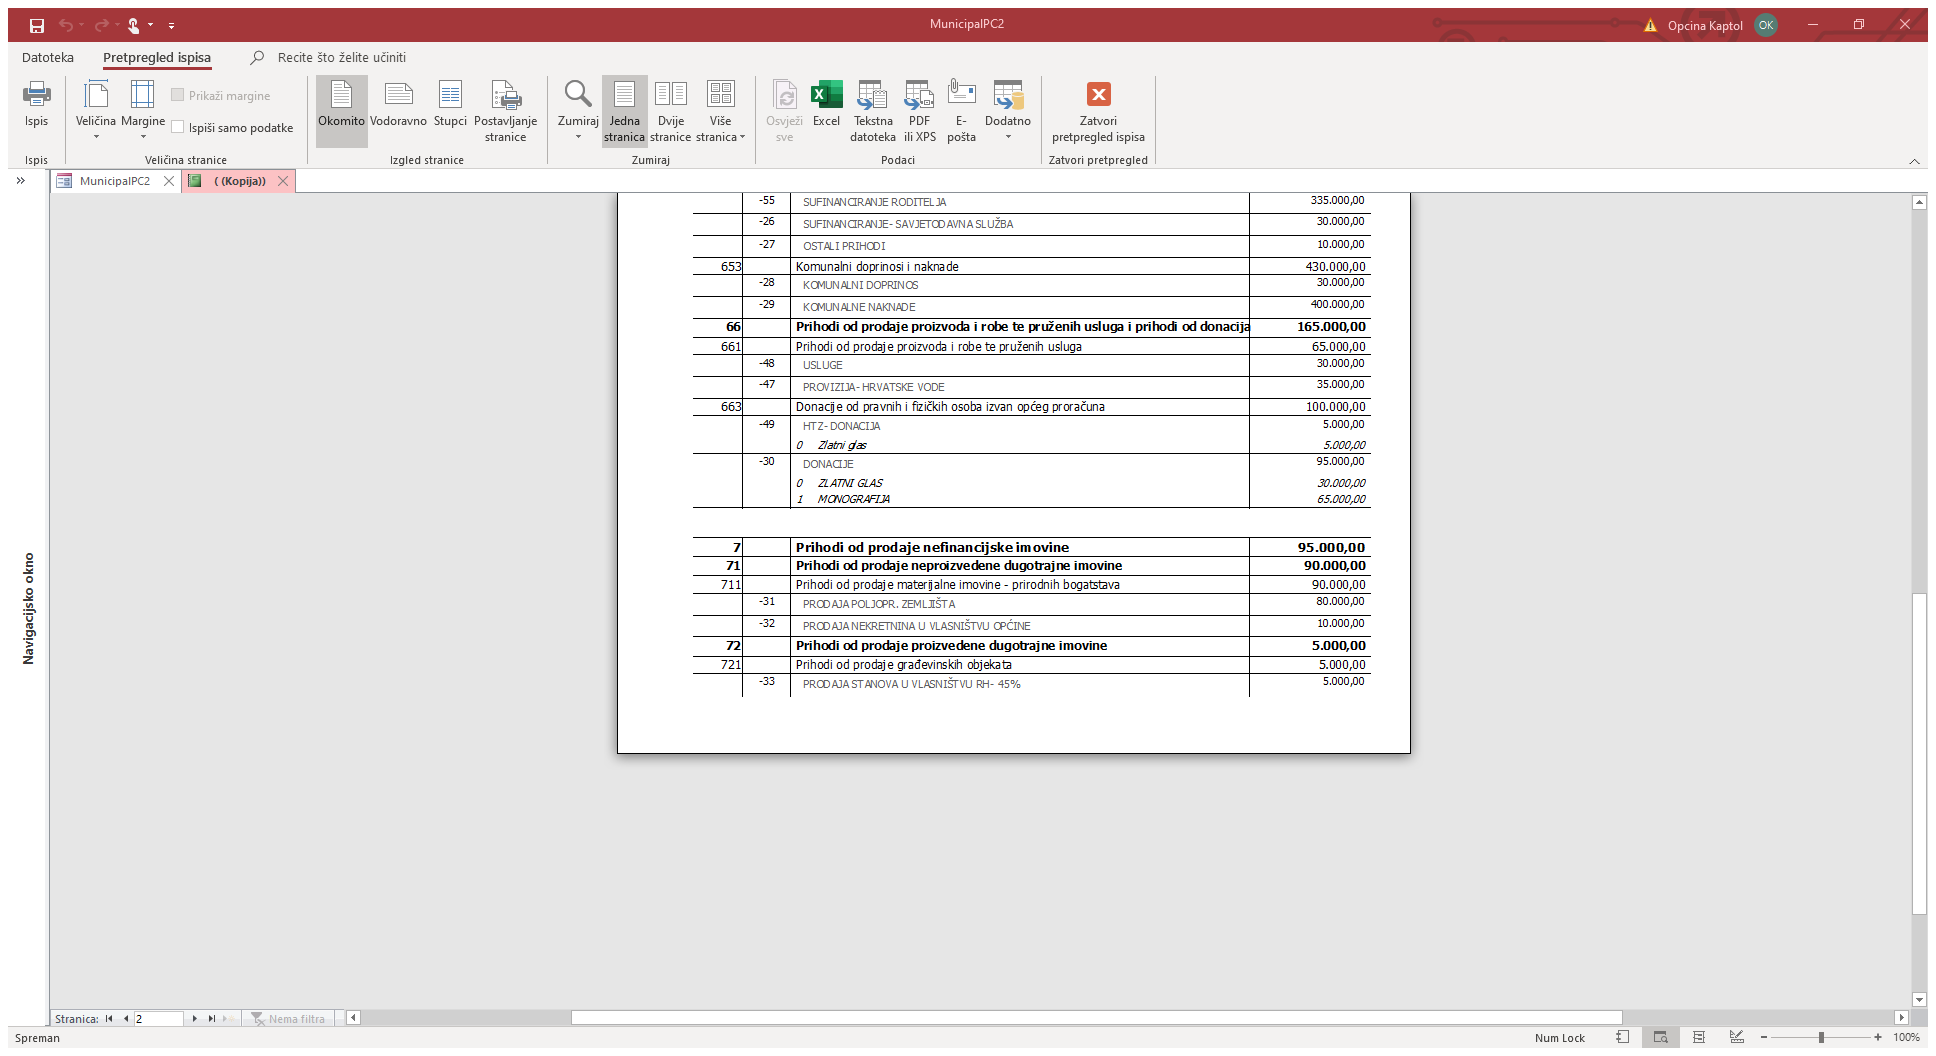 MunicipalPC2
Opcina Kaptol
OK
Datoteka
Pretpregled ispisa
Recite što želite učiniti
Ispis
Veličina
Margine
Prikaži margine
Ispiši samo podatke
Okomito
Vodoravno
Stupci
Postavljanje stranice
Zumiraj
Jedna stranica
Dvije stranice
Više stranica
Osvježi sve
Excel
Tekstna datoteka
PDF ili XPS
E-pošta
Dodatno
Zatvori pretpregled ispisa
Ispis
Veličina stranice
Izgled stranice
Zumiraj
Podaci
Zatvori pretpregled
MunicipalPC2
( (Kopija))
Navigacijsko okno
-55 SUFINANCIRANJE RODITELJA 335.000,00
-26 SUFINANCIRANJE- SAVJETODAVNA SLUŽBA 30.000,00
-27 OSTALI PRIHODI 10.000,00
653 Komunalni doprinosi i naknade 430.000,00
-28 KOMUNALNI DOPRINOS 30.000,00
-29 KOMUNALNE NAKNADE 400.000,00
66 Prihodi od prodaje proizvoda i robe te pruženih usluga i prihodi od donacija 165.000,00
661 Prihodi od prodaje proizvoda i robe te pruženih usluga 65.000,00
-48 USLUGE 30.000,00
-47 PROVIZIJA- HRVATSKE VODE 35.000,00
663 Donacije od pravnih i fizičkih osoba izvan općeg proračuna 100.000,00
-49 HTZ- DONACIJA 5.000,00
0 Zlatni glas 5.000,00
-30 DONACIJE 95.000,00
0 ZLATNI GLAS 30.000,00
1 MONOGRAFIJA 65.000,00
7 Prihodi od prodaje nefinancijske imovine 95.000,00
71 Prihodi od prodaje neproizvedene dugotrajne imovine 90.000,00
711 Prihodi od prodaje materijalne imovine - prirodnih bogatstava 90.000,00
-31 PRODAJA POLJOPR. ZEMLJIŠTA 80.000,00
-32 PRODAJA NEKRETNINA U VLASNIŠTVU OPĆINE 10.000,00
72 Prihodi od prodaje proizvedene dugotrajne imovine 5.000,00
721 Prihodi od prodaje građevinskih objekata 5.000,00
-33 PRODAJA STANOVA U VLASNIŠTVU RH- 45% 5.000,00
Stranica: 2
Nema filtra
Spreman
Num Lock
100%